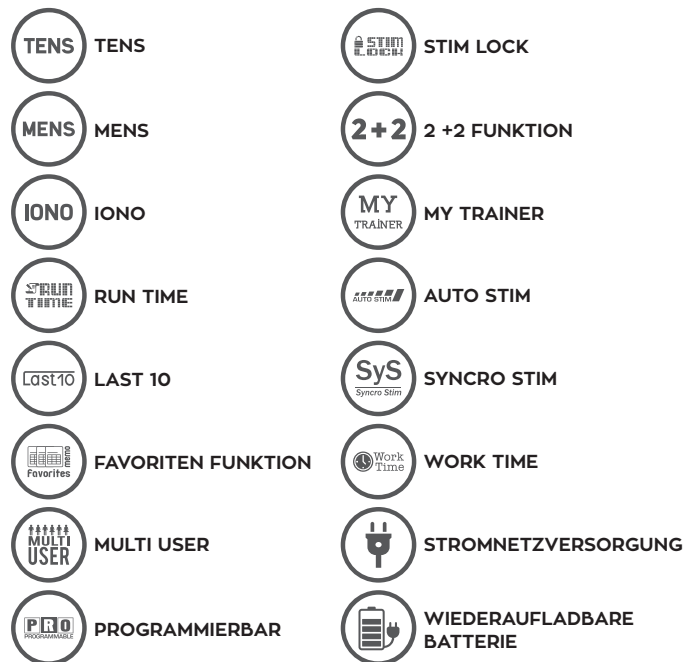 TENS TENS
MENS MENS
IONO IONO
RUN
TIME RUN TIME
Last10 LAST 10
memo
Favorites FAVORITEN FUNKTION
MULTI
USER MULTI USER
PRO
PROGRAMMABLE PROGRAMMIERBAR
STIM
LOCK STIM LOCK
2+2 2 +2 FUNKTION
MY
TRAINER MY TRAINER
AUTO STIM AUTO STIM
SyS
Syncro Stim SYNCRO STIM
Work
Time WORK TIME
STROMNETZVERSORGUNG
WIEDERAUFLADBARE
BATTERIE